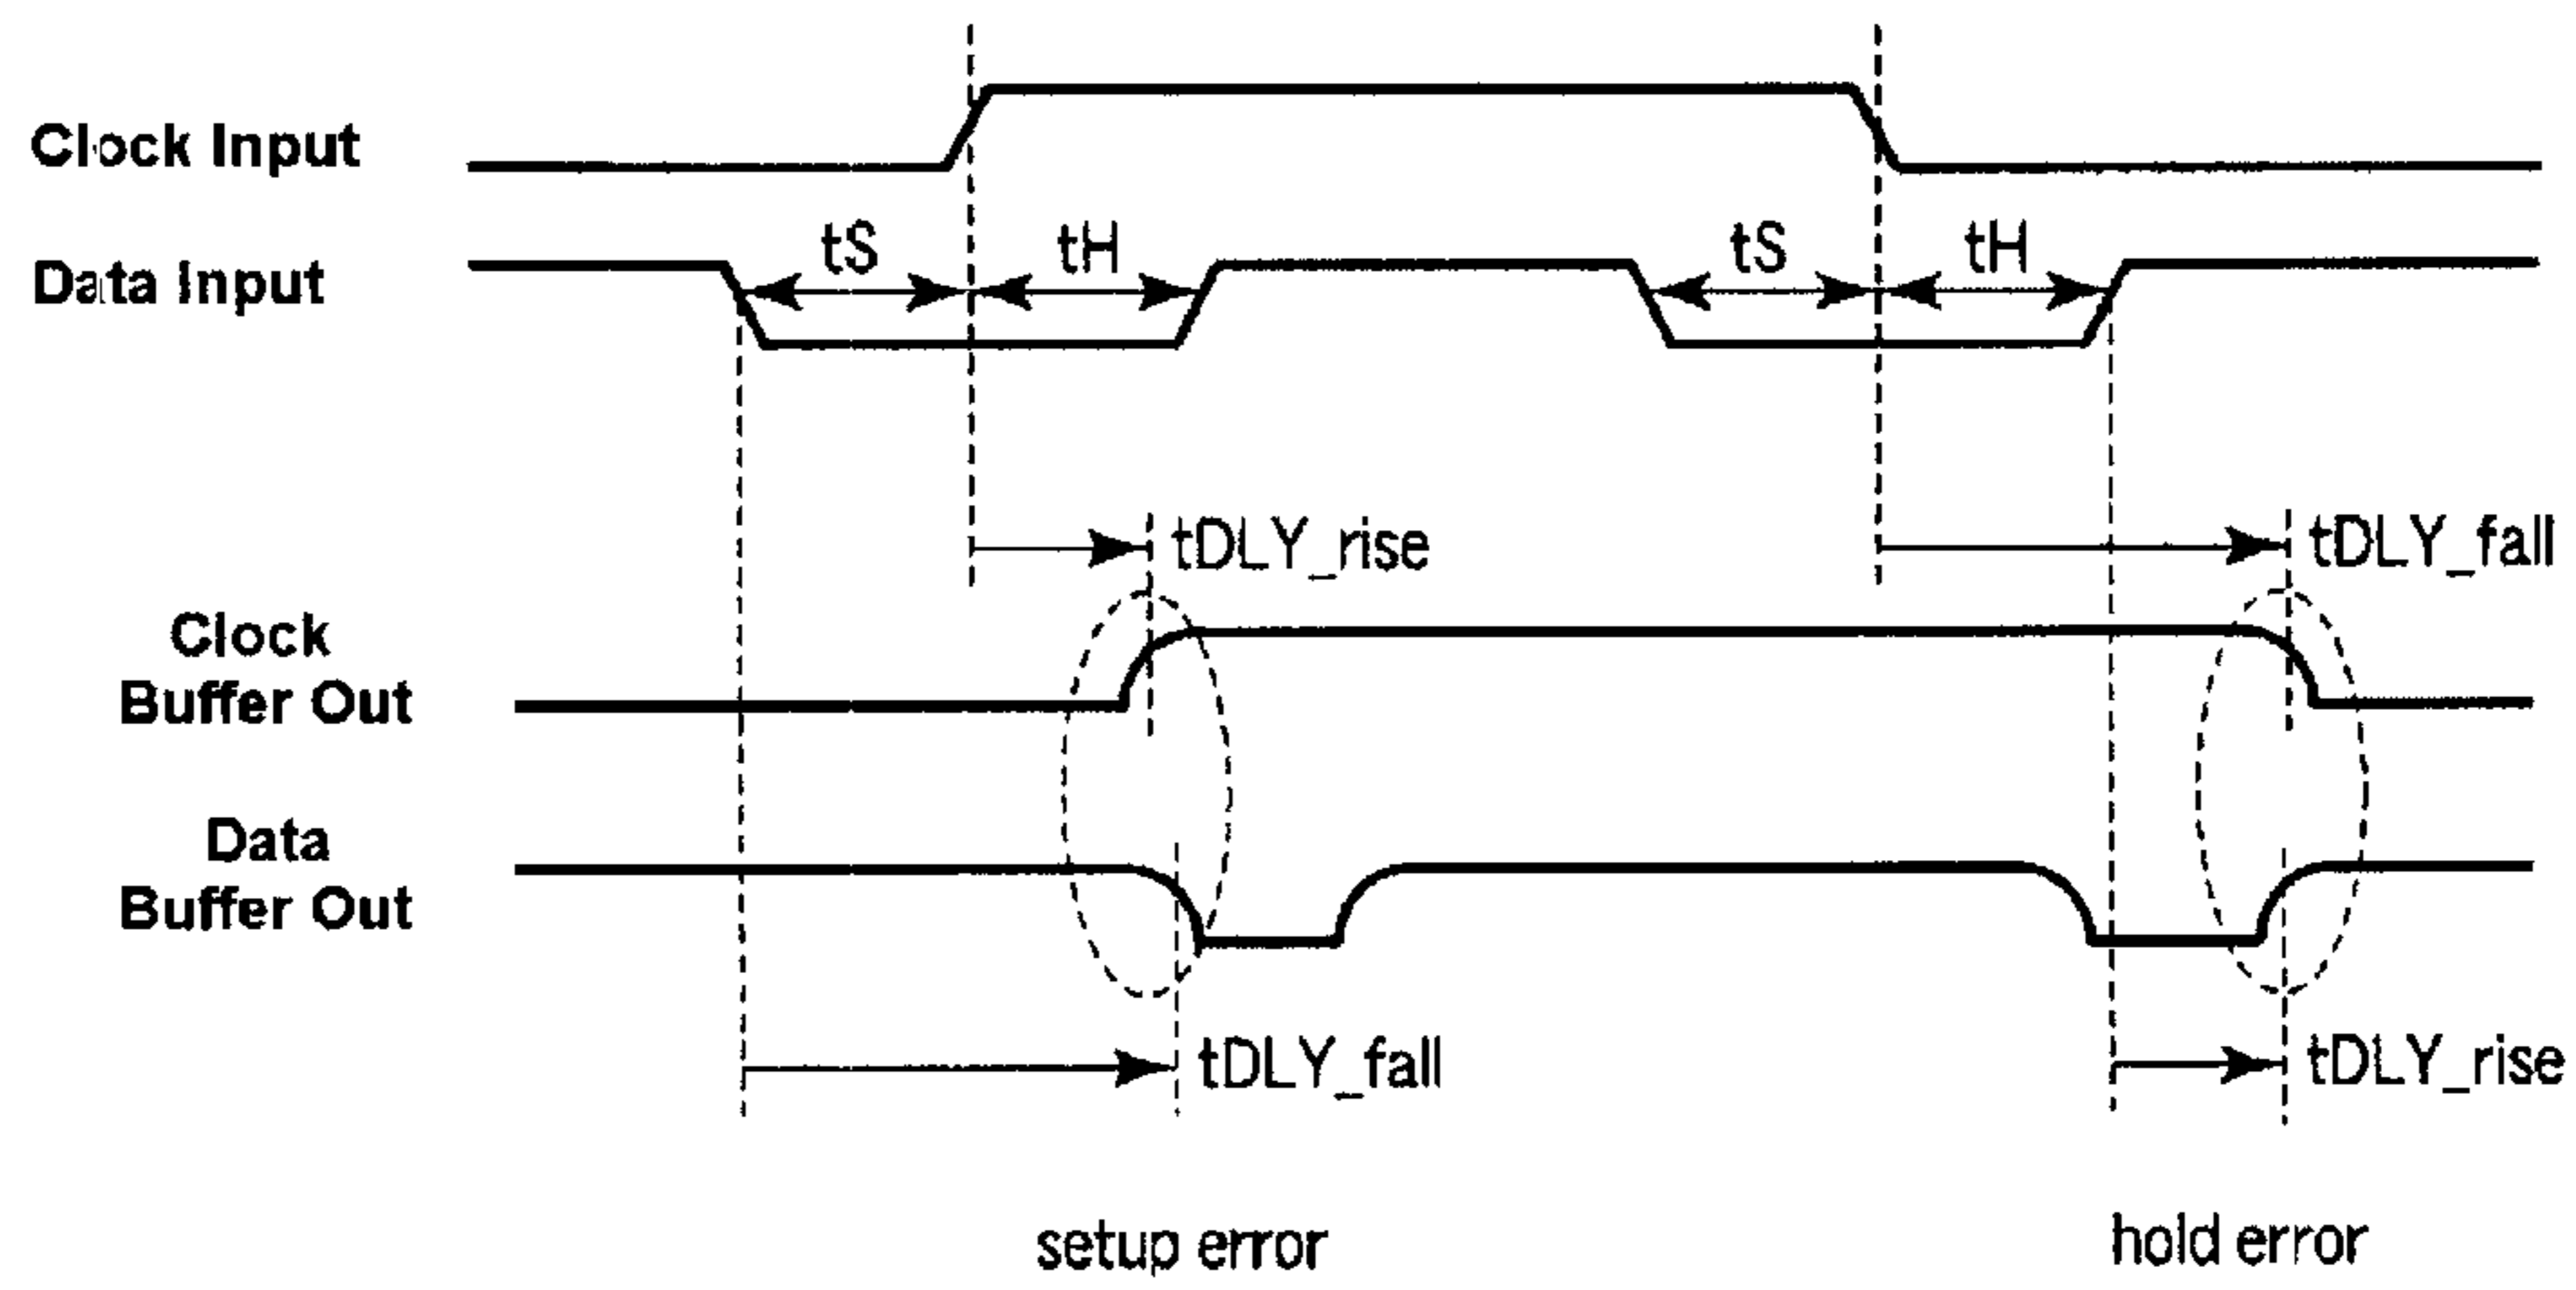 Clock Input
tS
tH
tS
tH
Data Input
tDLY_rise
tDLY_fall
Clock
Buffer Out
Data
Buffer Out
tDLY_fall
tDLY_rise
setup error
hold error